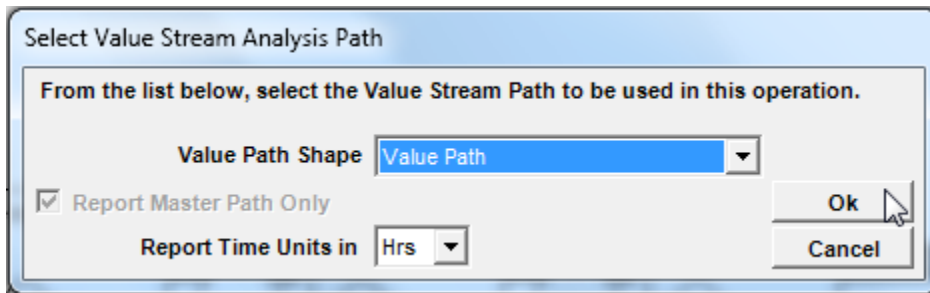 Select Value Stream Analysis Path
From the list below, select the Value Stream Path to be used in this operation.
Value Path Shape Value Path
Report Master Path Only
Ok
Report Time Units in Hrs
Cancel